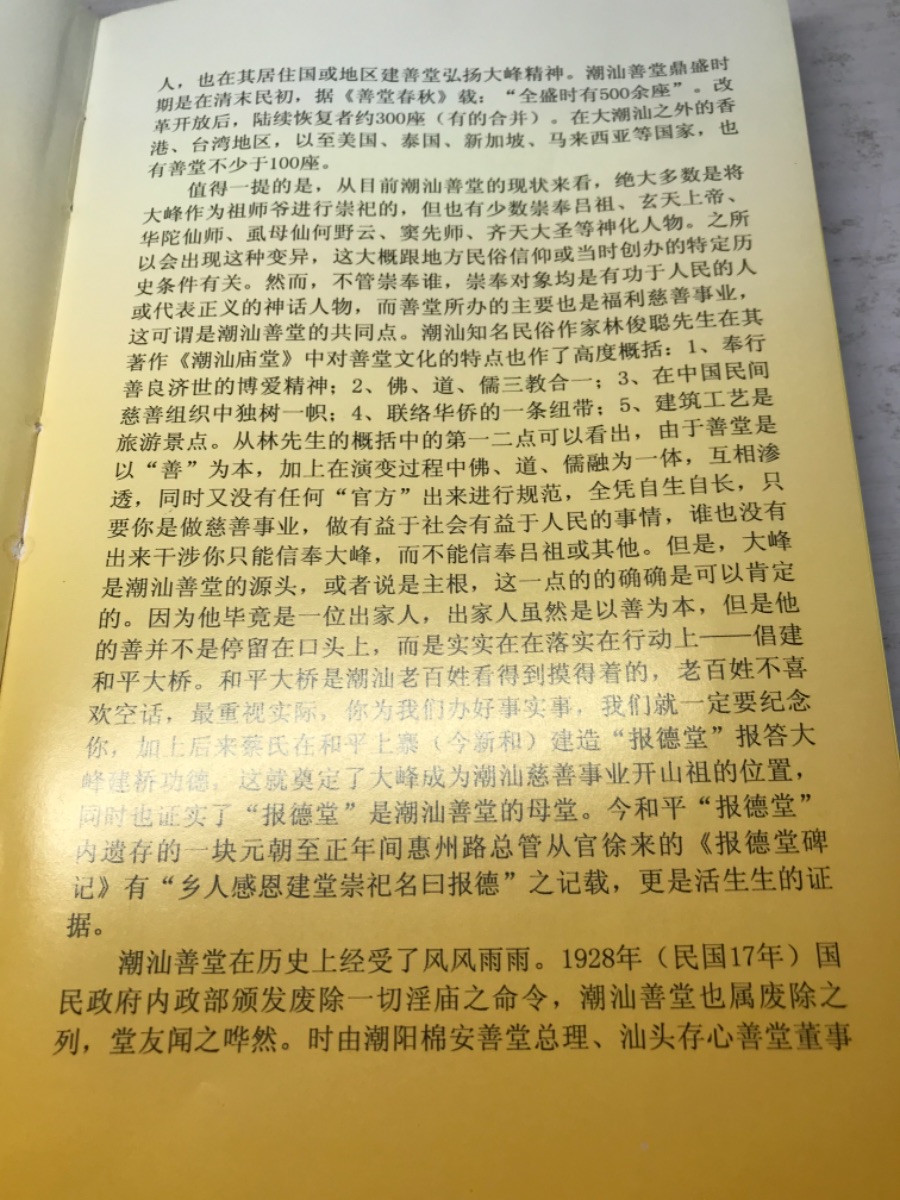 人，也在其居住国或地区建善堂弘扬大峰精神。潮汕善堂鼎盛时
期是在清末民初，据《善堂春秋》载：“全盛时有500余座”。改
革开放后，陆续恢复者约300座（有的合并）。在大潮汕之外的香
港、台湾地区，以至美国、泰国、新加坡、马来西亚等国家，也
有善堂不少于100座。
值得一提的是，从目前潮汕善堂的现状来看，绝大多数是将
大峰作为祖师爷进行崇祀的，但也有少数崇奉吕祖、玄天上帝、
华陀仙师、虱母仙何野云、窦先师、齐天大圣等神化人物。之所
以会出现这种变异，这大概跟地方民俗信仰或当时创办的特定历
史条件有关。然而，不管崇奉谁，崇奉对象均是有功于人民的人
或代表正义的神话人物，而善堂所办的主要也是福利慈善事业，
这可谓是潮汕善堂的共同点。潮汕知名民俗作家林俊聪先生在其
著作《潮汕庙堂》中对善堂文化的特点也作了高度概括：1、奉行
善良济世的博爱精神；2、佛、道、儒三教合一；3、在中国民间
慈善组织中独树一帜；4、联络华侨的一条纽带；5、建筑工艺是
旅游景点。从林先生的概括中的第一二点可以看出，由于善堂是
以“善”为本，加上在演变过程中佛、道、儒融为一体，互相渗
透，同时又没有任何“官方”出来进行规范，全凭自生自长，只
要你是做慈善事业，做有益于社会有益于人民的事情，谁也没有
出来干涉你只能信奉大峰，而不能信奉吕祖或其他。但是，大峰
是潮汕善堂的源头，或者说是主根，这一点的的确确是可以肯定
的。因为他毕竟是一位出家人，出家人虽然是以善为本，但是他
的善并不是停留在口头上，而是实实在在落实在行动上——倡建
和平大桥。和平大桥是潮汕老百姓看得到摸得着的，老百姓不喜
欢空话，最重视实际，你为我们办好事实事，我们就一定要纪念
你，加上后来蔡氏在和平上寨（今新和）建造“报德堂”报答大
峰建桥功德，这就奠定了大峰成为潮汕慈善事业开山祖的位置，
同时也证实了“报德堂”是潮汕善堂的母堂。今和平“报德堂”
内遗存的一块元朝至正年间惠州路总管从官徐来的《报德堂碑
记》有“乡人感恩建堂崇祀名曰报德”之记载，更是活生生的证
据。
潮汕善堂在历史上经受了风风雨雨。1928年（民国17年）国
民政府内政部颁发废除一切淫庙之命令，潮汕善堂也属废除之
列，堂友闻之哗然。时由潮阳棉安善堂总理、汕头存心善堂董事